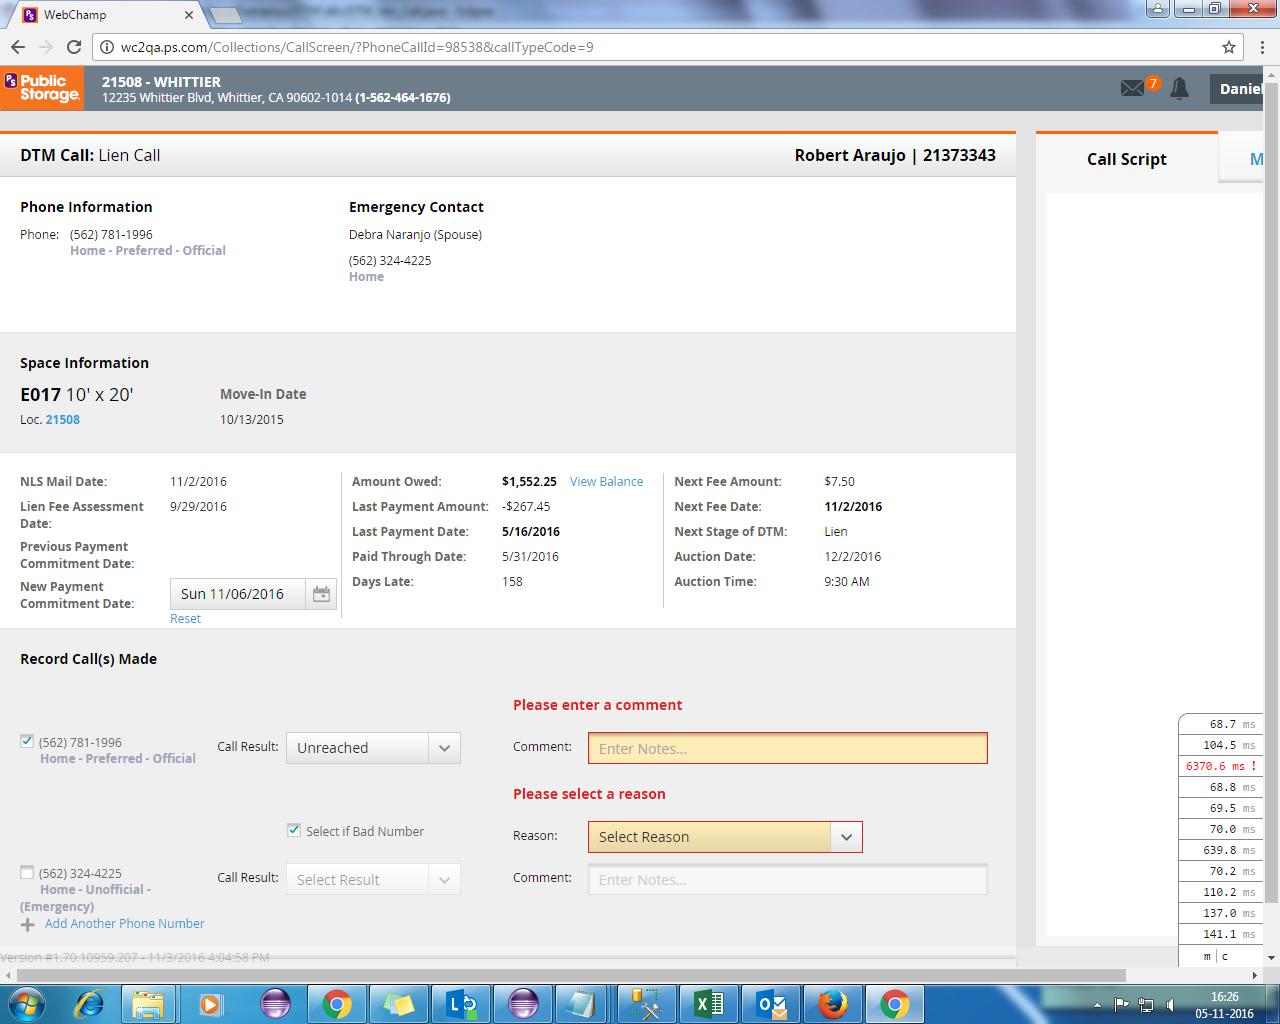 WebChamp
wc2qa.ps.com/Collections/CallScreen/?PhoneCallId=98538&callTypeCode=9
PS Public Storage.
21508 - WHITTIER
12235 Whittier Blvd, Whittier, CA 90602-1014 (1-562-464-1676)
7
Daniel
DTM Call: Lien Call
Robert Araujo | 21373343
Call Script
M
Phone Information
Phone: (562) 781-1996
Home - Preferred - Official
Emergency Contact
Debra Naranjo (Spouse)
(562) 324-4225
Home
Space Information
E017 10' x 20'
Loc. 21508
Move-In Date
10/13/2015
NLS Mail Date: 11/2/2016
Lien Fee Assessment Date: 9/29/2016
Previous Payment Commitment Date:
New Payment Commitment Date: Sun 11/06/2016
Reset
Amount Owed: $1,552.25 View Balance
Last Payment Amount: -$267.45
Last Payment Date: 5/16/2016
Paid Through Date: 5/31/2016
Days Late: 158
Next Fee Amount: $7.50
Next Fee Date: 11/2/2016
Next Stage of DTM: Lien
Auction Date: 12/2/2016
Auction Time: 9:30 AM
Record Call(s) Made
Please enter a comment
(562) 781-1996
Home - Preferred - Official
Call Result: Unreached
Comment: Enter Notes...
Please select a reason
Select if Bad Number
Reason: Select Reason
(562) 324-4225
Home - Unofficial -
(Emergency)
Call Result: Select Result
Comment: Enter Notes...
Add Another Phone Number
Version #1.70.10959.207 - 11/3/2016 4:04:58 PM
68.7 ms
104.5 ms
6370.6 ms !
68.8 ms
69.5 ms
70.0 ms
639.8 ms
70.2 ms
110.2 ms
137.0 ms
141.1 ms
m | c
16:26
05-11-2016